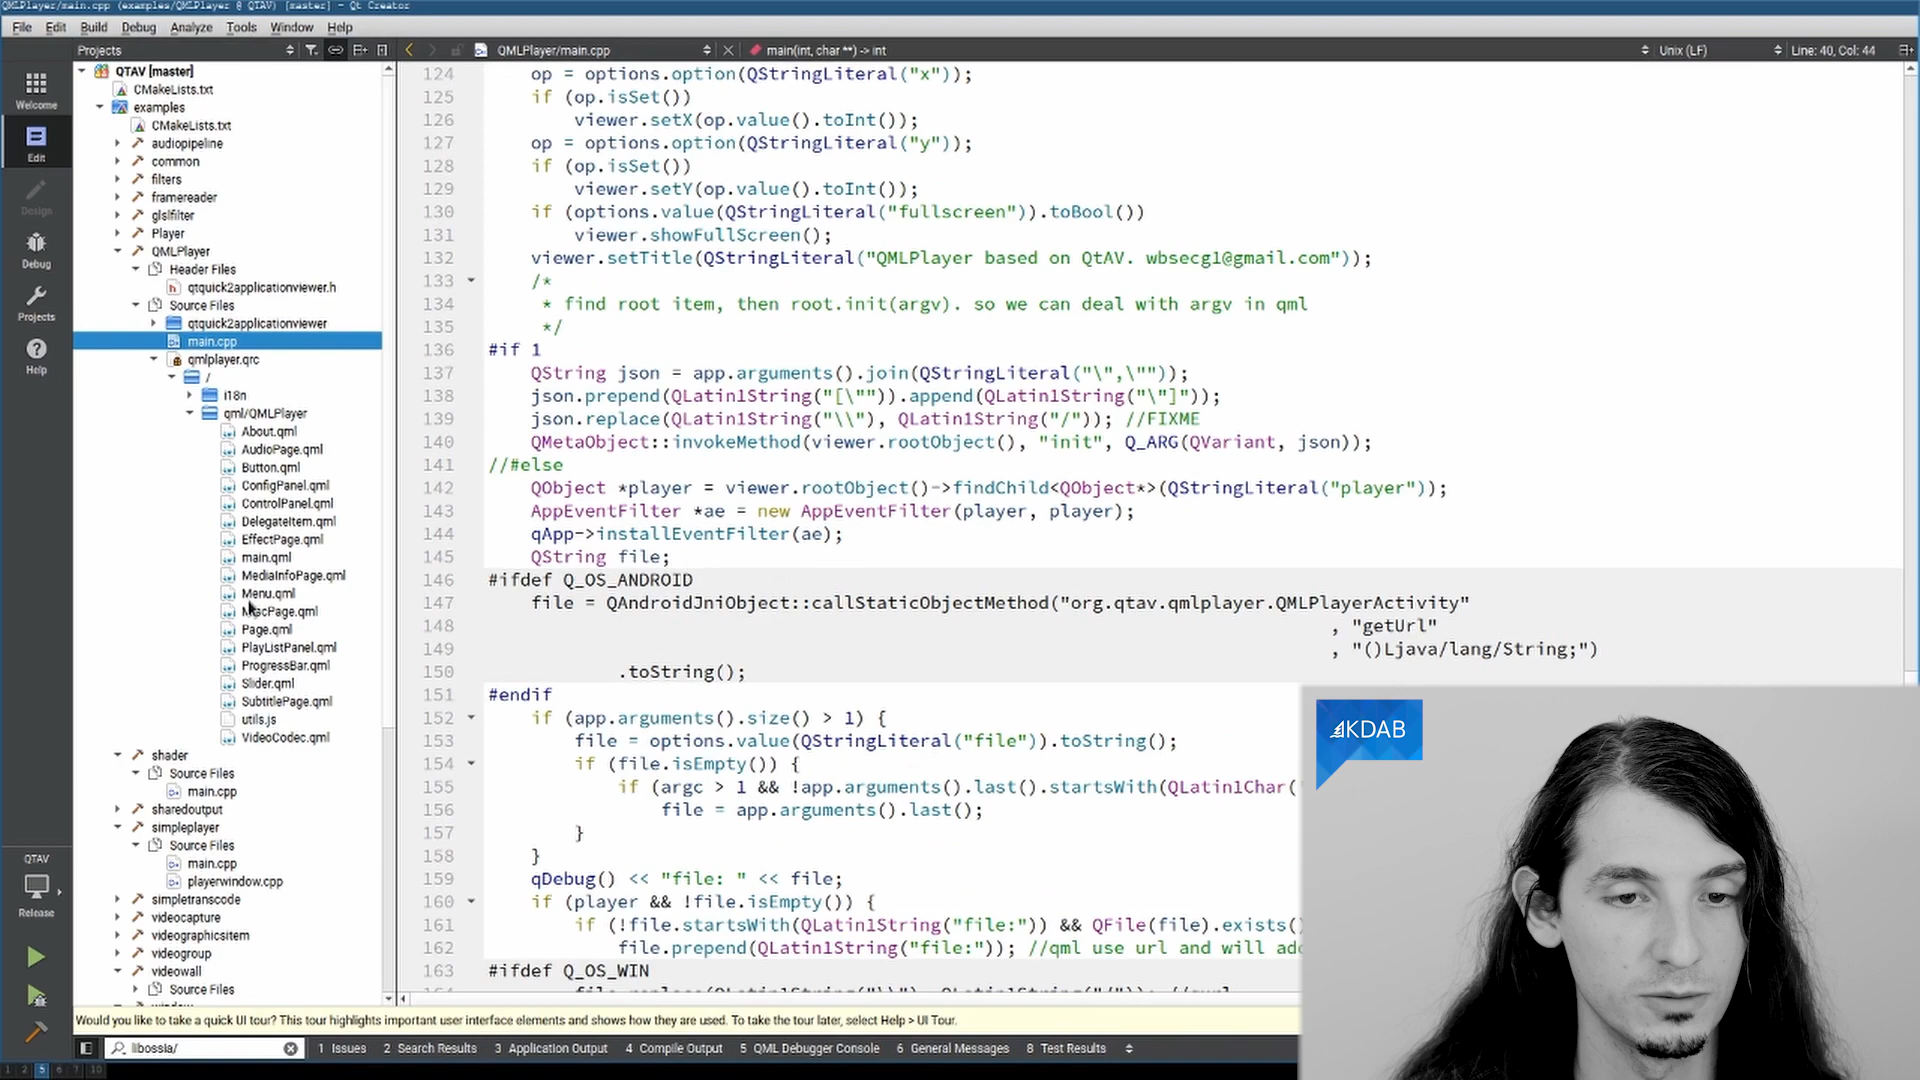 QMLPlayer/main.cpp (examples/QMLPlayer @ QTAV) [master] - Qt Creator
File Edit Build Debug Analyze Tools Window Help
Projects
QMLPlayer/main.cpp
main(int, char **) -> int
Unix (LF)
Line: 40, Col: 44
Welcome
Edit
Design
Debug
Projects
Help
QTAV
Release
QTAV [master]
CMakeLists.txt
examples
CMakeLists.txt
audiopipeline
common
filters
framereader
glslfilter
Player
QMLPlayer
Header Files
qtquick2applicationviewer.h
Source Files
qtquick2applicationviewer
main.cpp
qmlplayer.qrc
/
i18n
qml/QMLPlayer
About.qml
AudioPage.qml
Button.qml
ConfigPanel.qml
ControlPanel.qml
DelegateItem.qml
EffectPage.qml
main.qml
MediaInfoPage.qml
Menu.qml
MiscPage.qml
Page.qml
PlayListPanel.qml
ProgressBar.qml
Slider.qml
SubtitlePage.qml
utils.js
VideoCodec.qml
shader
Source Files
main.cpp
sharedoutput
simpleplayer
Source Files
main.cpp
playerwindow.cpp
simpletranscode
videocapture
videographicsitem
videogroup
videowall
Source Files
124 op = options.option(QStringLiteral("x"));
125 if (op.isSet())
126 viewer.setX(op.value().toInt());
127 op = options.option(QStringLiteral("y"));
128 if (op.isSet())
129 viewer.setY(op.value().toInt());
130 if (options.value(QStringLiteral("fullscreen")).toBool())
131 viewer.showFullScreen();
132 viewer.setTitle(QStringLiteral("QMLPlayer based on QtAV. wbsecg1@gmail.com"));
133 /*
134 * find root item, then root.init(argv). so we can deal with argv in qml
135 */
136 #if 1
137 QString json = app.arguments().join(QStringLiteral("\",\""));
138 json.prepend(QLatin1String("[\"")).append(QLatin1String("\"]"));
139 json.replace(QLatin1String("\\"), QLatin1String("/")); //FIXME
140 QMetaObject::invokeMethod(viewer.rootObject(), "init", Q_ARG(QVariant, json));
141 //#else
142 QObject *player = viewer.rootObject()->findChild<QObject*>(QStringLiteral("player"));
143 AppEventFilter *ae = new AppEventFilter(player, player);
144 qApp->installEventFilter(ae);
145 QString file;
146 #ifdef Q_OS_ANDROID
147 file = QAndroidJniObject::callStaticObjectMethod("org.qtav.qmlplayer.QMLPlayerActivity"
148 , "getUrl"
149 , "()Ljava/lang/String;")
150 .toString();
151 #endif
152 if (app.arguments().size() > 1) {
153 file = options.value(QStringLiteral("file")).toString();
154 if (file.isEmpty()) {
155 if (argc > 1 && !app.arguments().last().startsWith(QLatin1Char('
156 file = app.arguments().last();
157 }
158 }
159 qDebug() << "file: " << file;
160 if (player && !file.isEmpty()) {
161 if (!file.startsWith(QLatin1String("file:")) && QFile(file).exists()
162 file.prepend(QLatin1String("file:")); //qml use url and will add
163 #ifdef Q_OS_WIN
KDAB
Would you like to take a quick UI tour? This tour highlights important user interface elements and shows how they are used. To take the tour later, select Help > UI Tour.
libossia/
1 Issues 2 Search Results 3 Application Output 4 Compile Output 5 QML Debugger Console 6 General Messages 8 Test Results
1 2 5 6 7 10